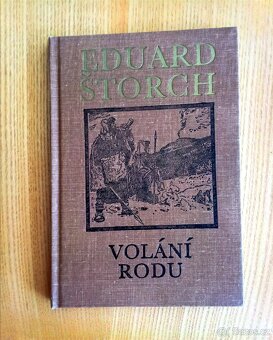 EDUARD
ŠTORCH
VOLÁNÍ
RODU